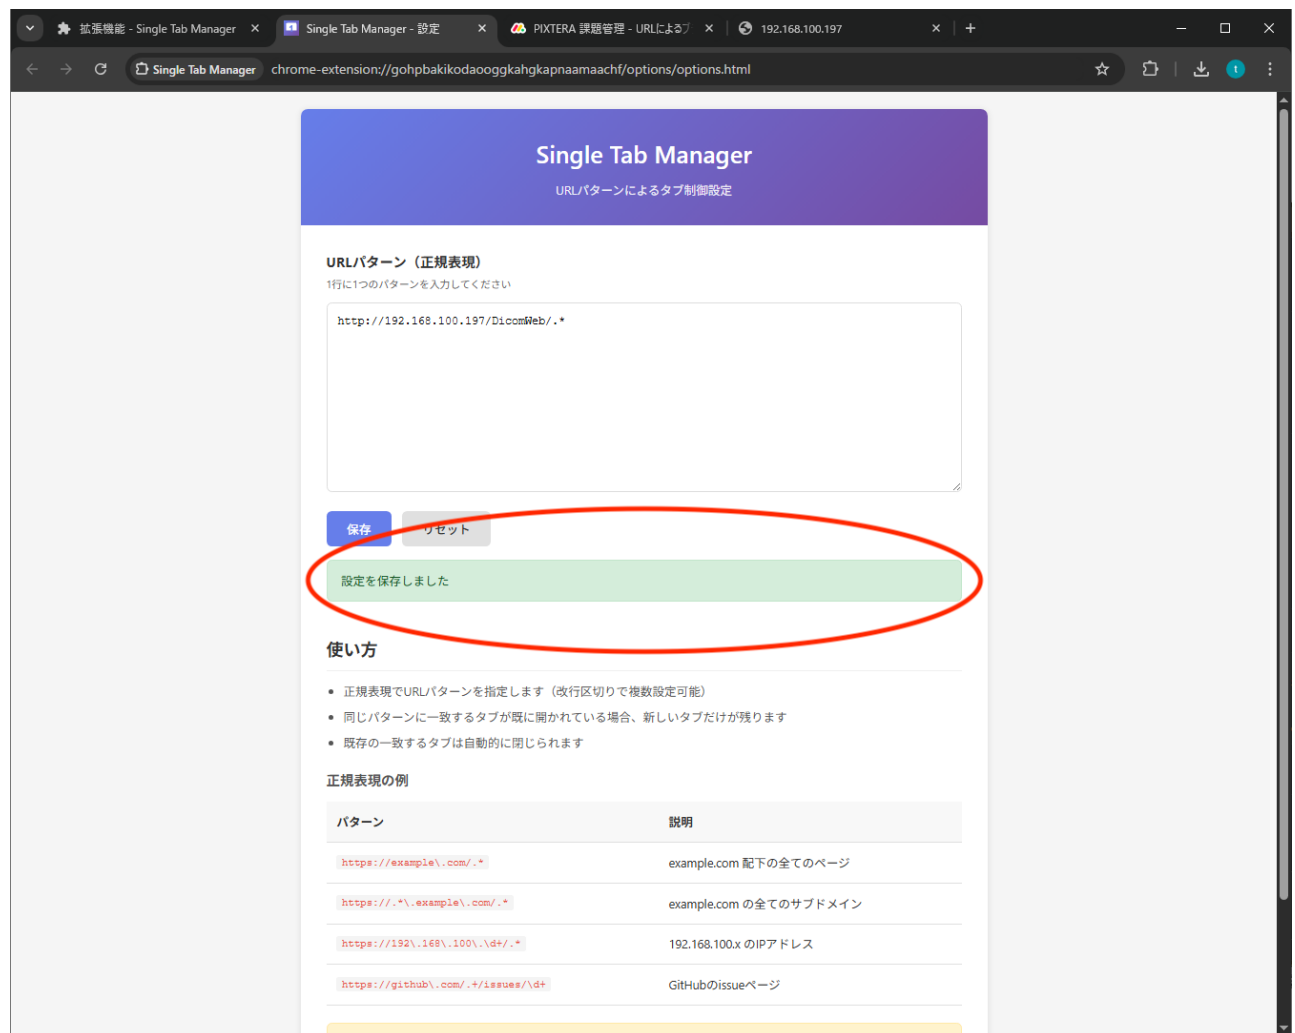 拡張機能 - Single Tab Manager
Single Tab Manager - 設定
PIXTERA 課題管理 - URLによるブ
192.168.100.197
Single Tab Manager
chrome-extension://gohpbakikodaooggkahgkapnaamaachf/options/options.html
t
Single Tab Manager
URLパターンによるタブ制御設定
URLパターン（正規表現）
1行に1つのパターンを入力してください
http://192.168.100.197/DicomWeb/.*
保存
リセット
設定を保存しました
使い方
• 正規表現でURLパターンを指定します（改行区切りで複数設定可能）
• 同じパターンに一致するタブが既に開かれている場合、新しいタブだけが残ります
• 既存の一致するタブは自動的に閉じられます
正規表現の例
パターン 説明
https://example\.com/.* example.com 配下の全てのページ
https://.*\.example\.com/.* example.com の全てのサブドメイン
https://192\.168\.100\.\d+/.* 192.168.100.x のIPアドレス
https://github\.com/.+/issues/\d+ GitHubのissueページ